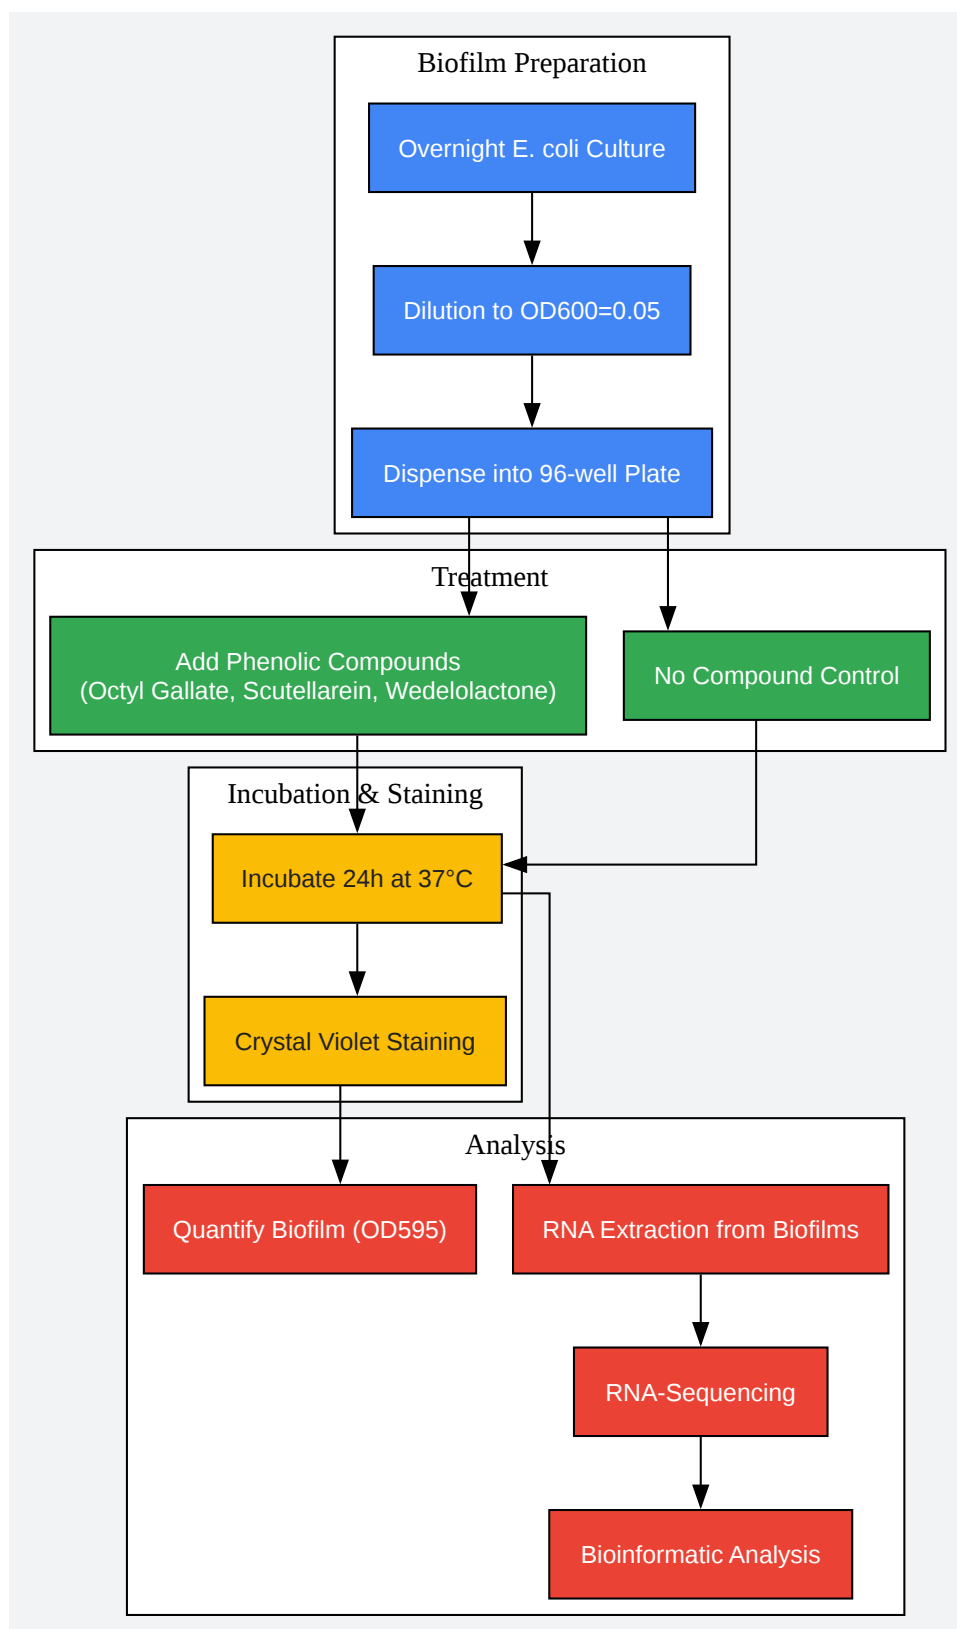 Biofilm Preparation
Overnight E. coli Culture
Dilution to OD600=0.05
Dispense into 96-well Plate
Treatment
Add Phenolic Compounds
(Octyl Gallate, Scutellarein, Wedelolactone)
No Compound Control
Incubation & Staining
Incubate 24h at 37°C
Crystal Violet Staining
Analysis
Quantify Biofilm (OD595)
RNA Extraction from Biofilms
RNA-Sequencing
Bioinformatic Analysis